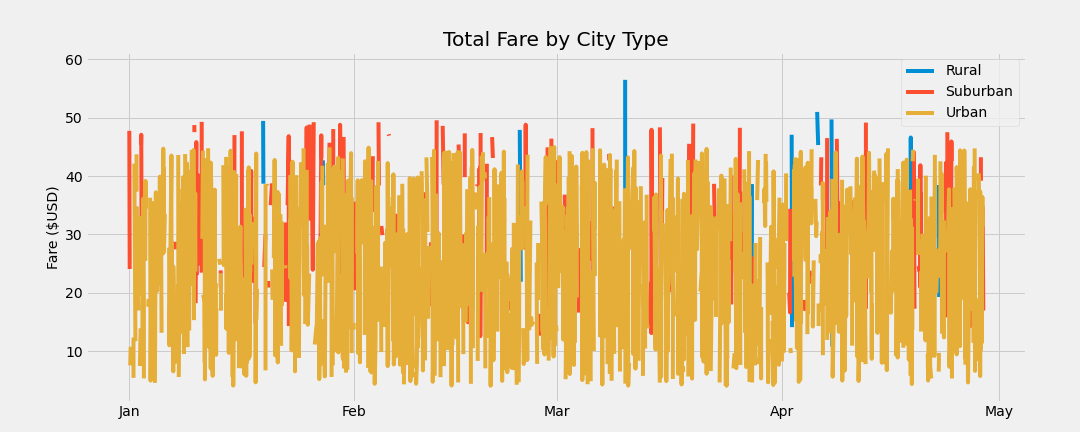 Total Fare by City Type
Fare ($USD)
60
50
40
30
20
10
Rural
Suburban
Urban
Jan
Feb
Mar
Apr
May